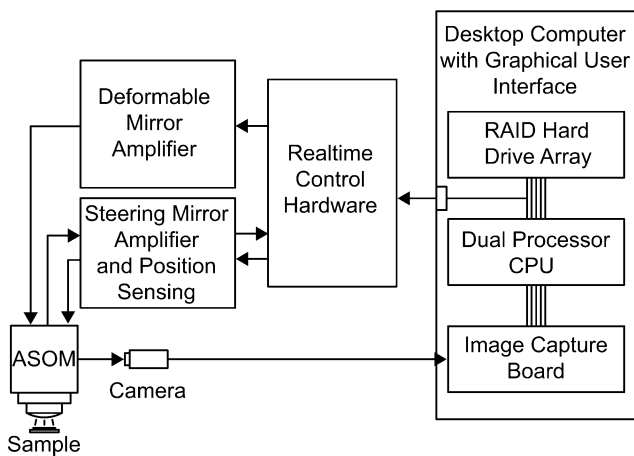 Desktop Computer
with Graphical User
Interface
Deformable
Mirror
Amplifier
Realtime
Control
Hardware
RAID Hard
Drive Array
Steering Mirror
Amplifier
and Position
Sensing
Dual Processor
CPU
ASOM
Camera
Image Capture
Board
Sample